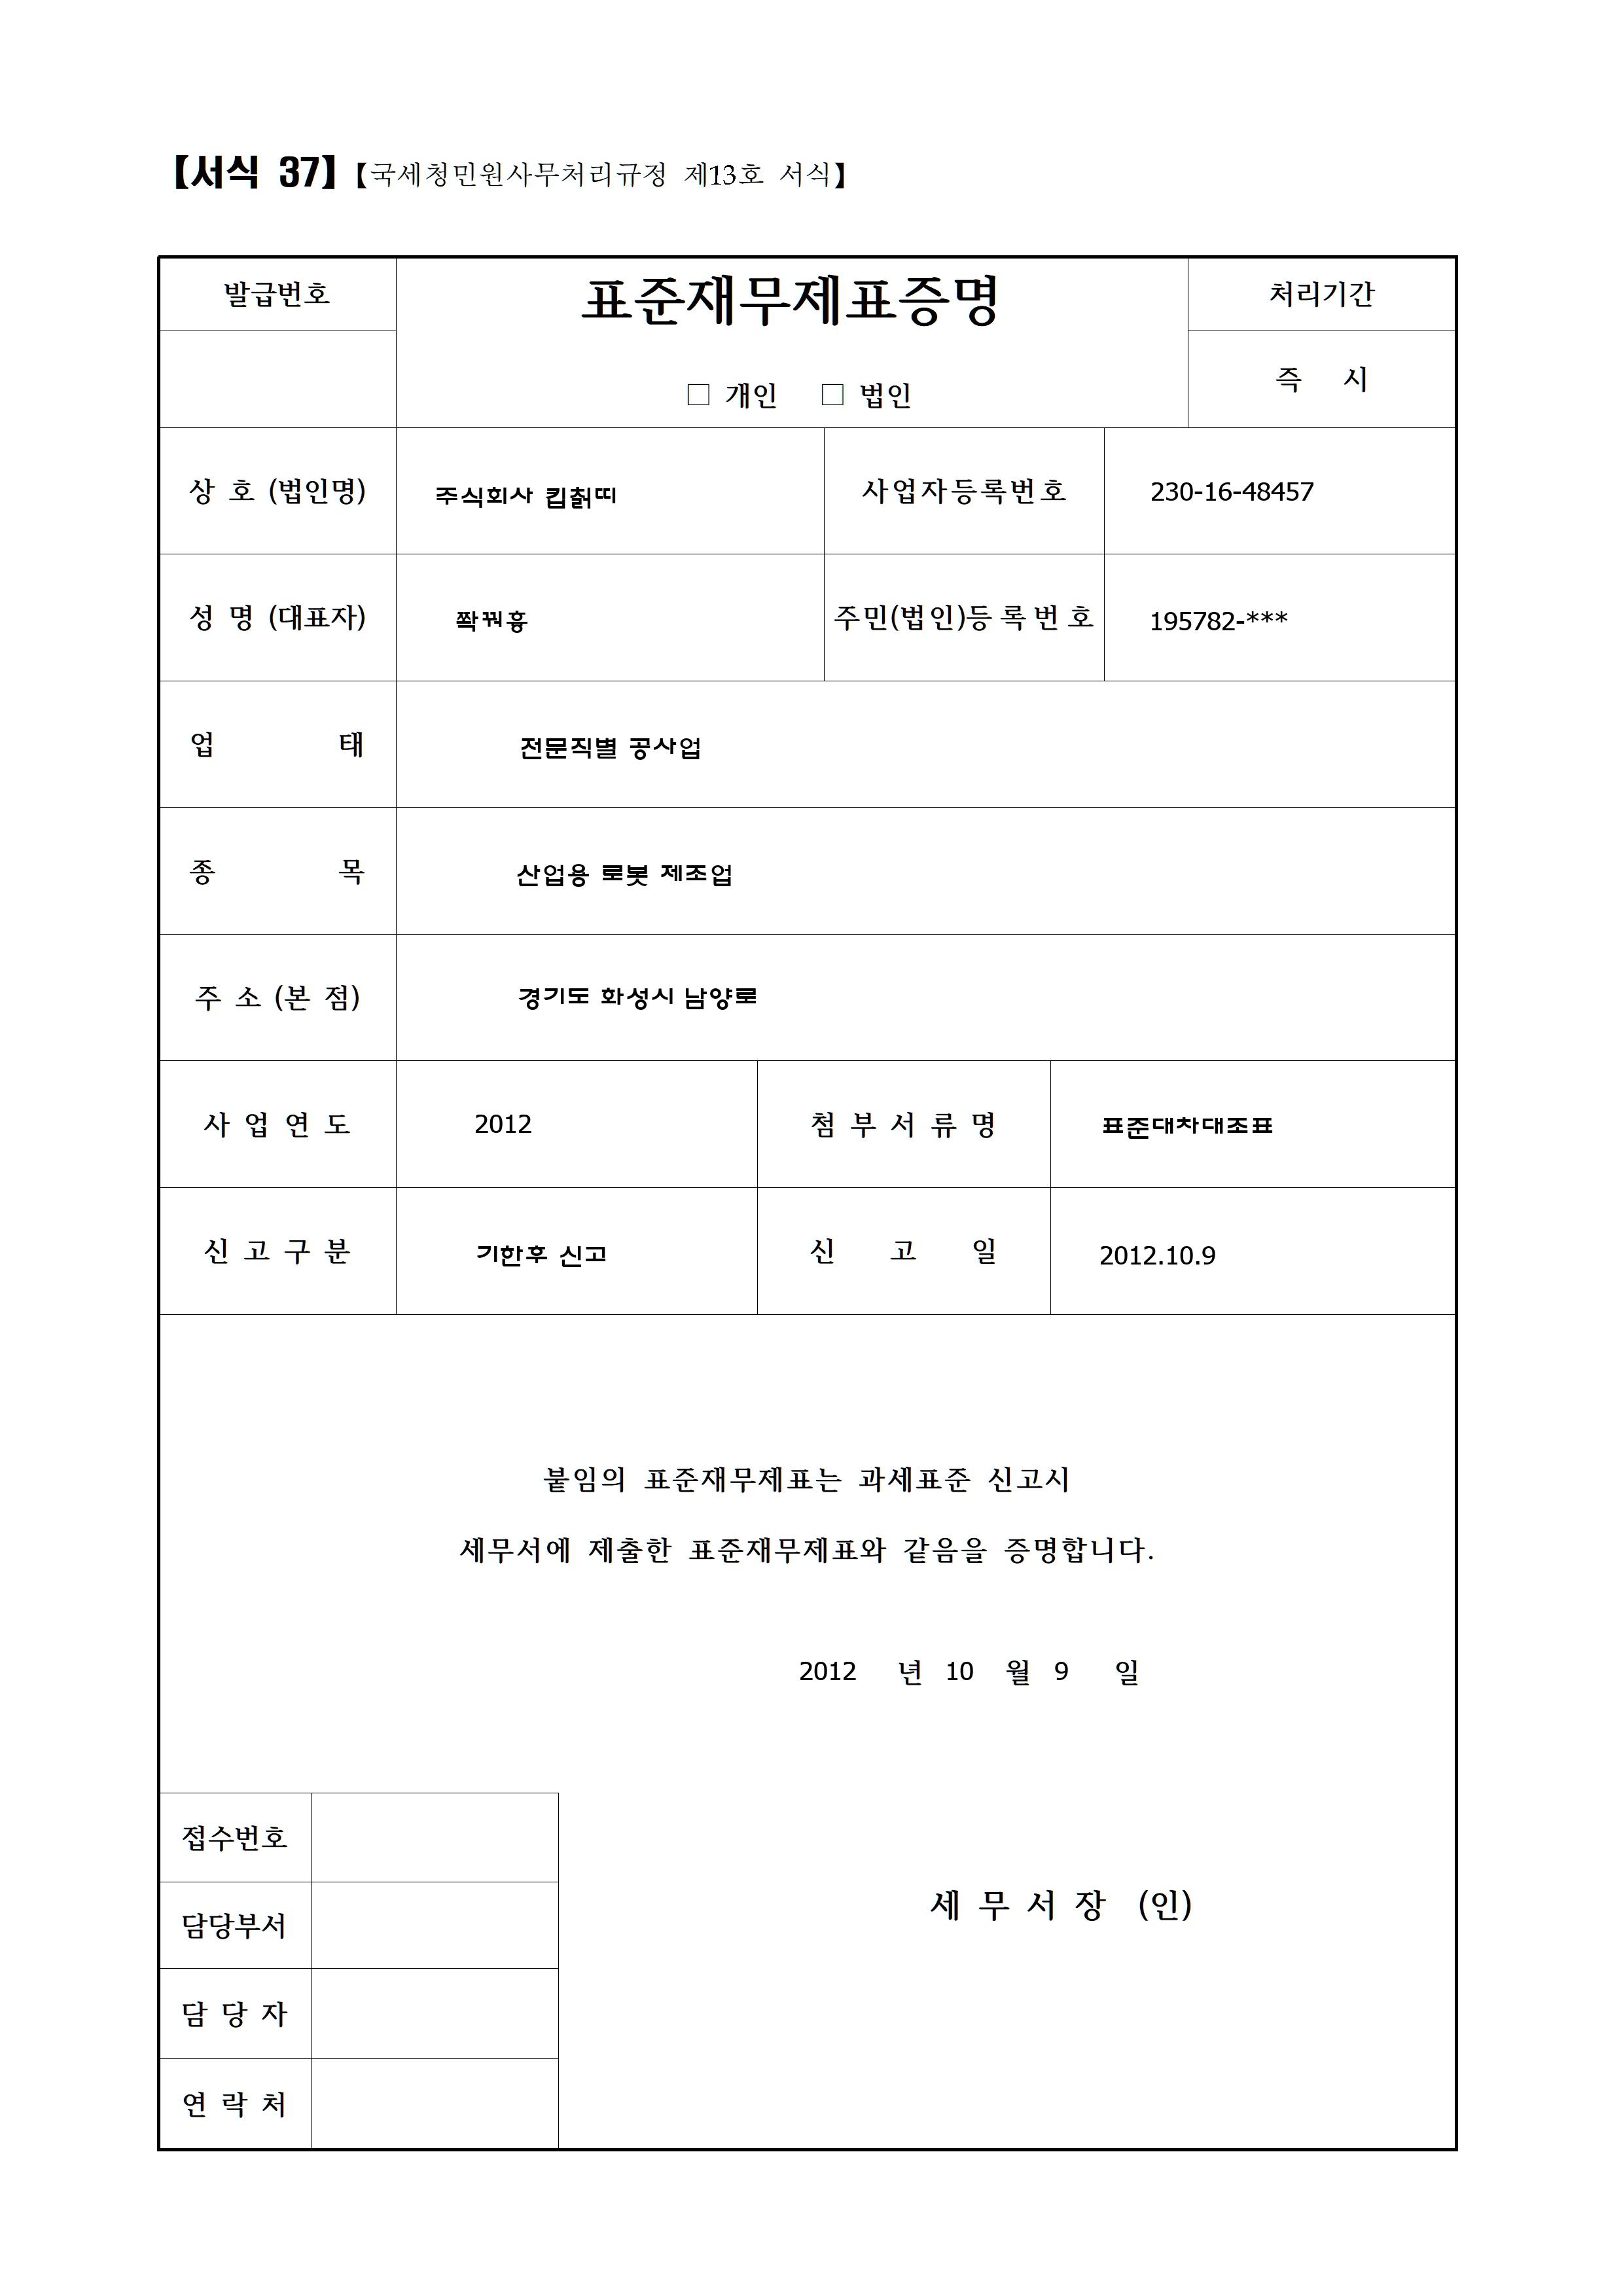 【서식 37】【국세청민원사무처리규정 제13호 서식】
발급번호
표준재무제표증명
처리기간
□ 개인 □ 법인
즉 시
상 호 (법인명)
주식회사 킵칡띠
사업자등록번호
230-16-48457
성 명 (대표자)
쫙꿔흉
주민(법인)등록번호
195782-***
업 태
전문직별 공사업
종 목
산업용 로봇 제조업
주 소 (본 점)
경기도 화성시 남양로
사 업 연 도
2012
첨 부 서 류 명
표준대차대조표
신 고 구 분
기한후 신고
신 고 일
2012.10.9
붙임의 표준재무제표는 과세표준 신고시
세무서에 제출한 표준재무제표와 같음을 증명합니다.
2012 년 10 월 9 일
접수번호
담당부서
세 무 서 장 (인)
담 당 자
연 락 처